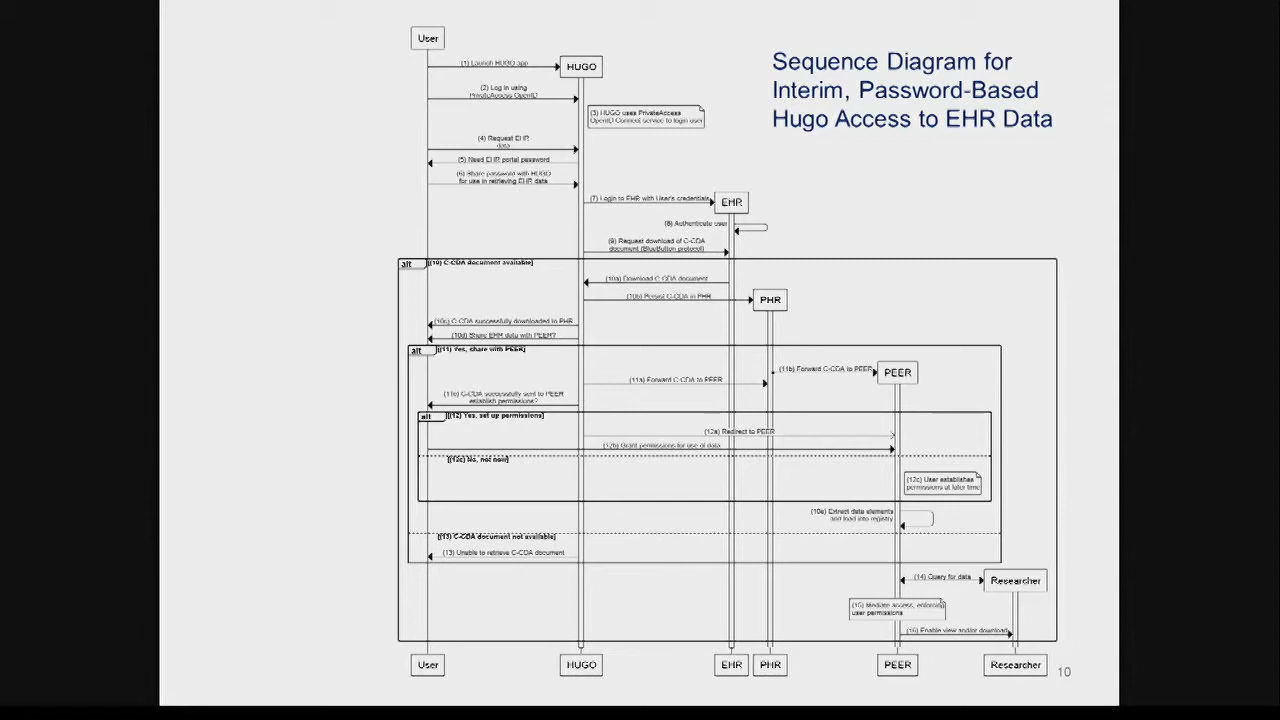 User
Sequence Diagram for
Interim, Password-Based
Hugo Access to EHR Data
(1) Launch HUGO app
HUGO
(2) Log in using
PrivateAccess OpenID
(3) HUGO uses PrivateAccess
OpenID Connect service to login user
(4) Request EHR
data
(5) Need EHR portal password
(6) Share password with HUGO
for use in retrieving EHR data
(7) Login to EHR with User's credentials
EHR
(8) Authenticate user
(9) Request download of C-CDA
document (BlueButton protocol)
alt
[(10) C-CDA document available]
(10a) Download C-CDA document
(10b) Persist C-CDA in PHR
PHR
(10c) C-CDA successfully downloaded to PHR
(10d) Share EHR data with PEER?
alt
[(11) Yes, share with PEER]
(11b) Forward C-CDA to PEER
PEER
(11a) Forward C-CDA to PEER
(11c) C-CDA successfully sent to PEER
establish permissions?
alt
[(12) Yes, set up permissions]
(12a) Redirect to PEER
(12b) Grant permissions for use of data
[(12c) No, not now]
(12c) User establishes
permissions at later time
(10e) Extract data elements
and load into registry
[(13) C-CDA document not available]
(13) Unable to retrieve C-CDA document
(14) Query for data
Researcher
(15) Mediate access, enforcing
user permissions
(16) Enable view and/or download
User
HUGO
EHR
PHR
PEER
Researcher
10